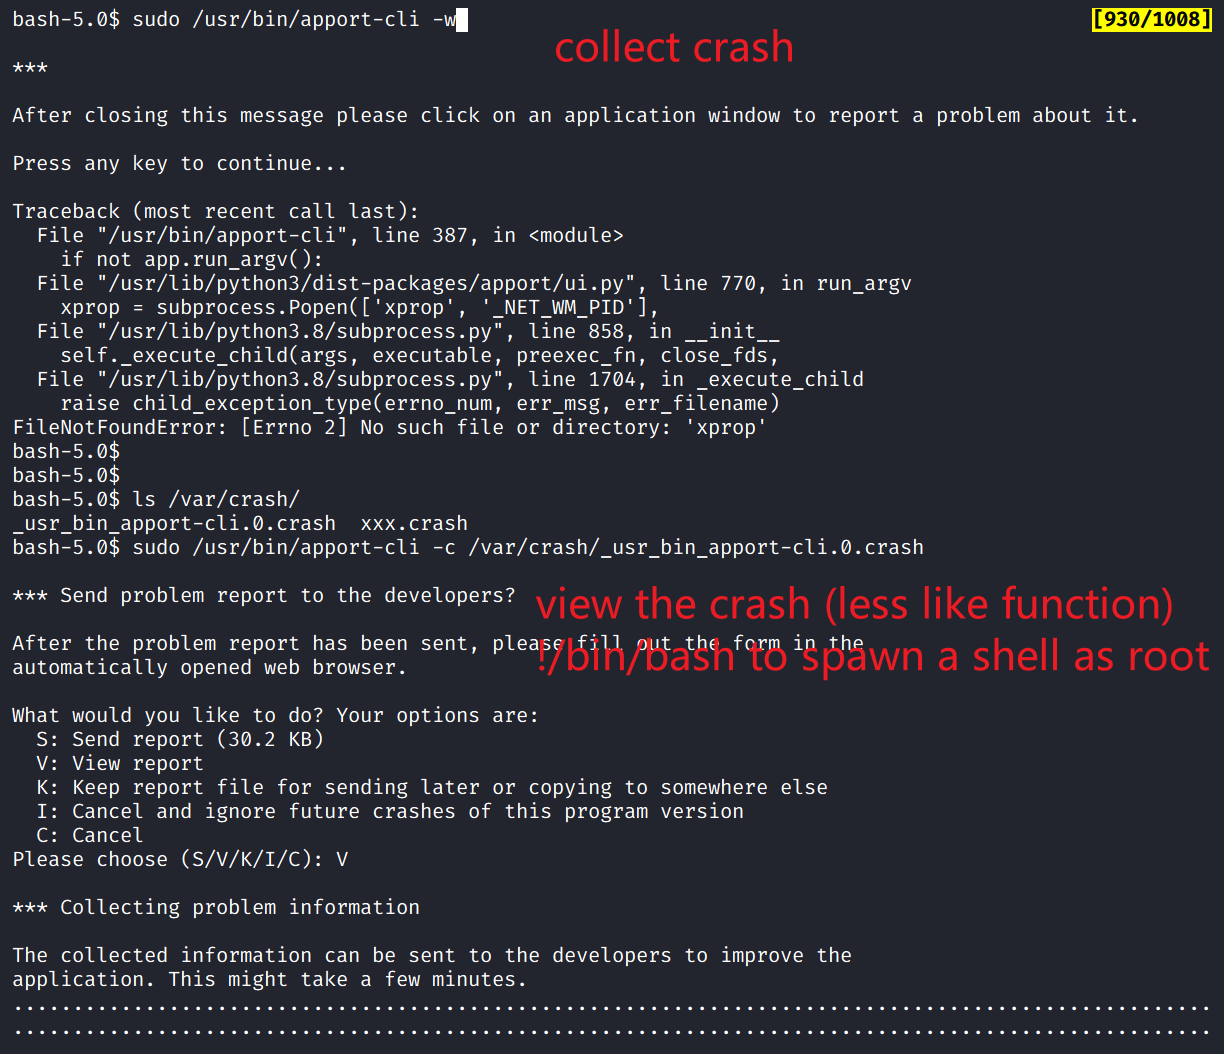 bash-5.0$ sudo /usr/bin/apport-cli -w
[930/1008]
collect crash
***
After closing this message please click on an application window to report a problem about it.
Press any key to continue...
Traceback (most recent call last):
  File "/usr/bin/apport-cli", line 387, in <module>
    if not app.run_argv():
  File "/usr/lib/python3/dist-packages/apport/ui.py", line 770, in run_argv
    xprop = subprocess.Popen(['xprop', '_NET_WM_PID'],
  File "/usr/lib/python3.8/subprocess.py", line 858, in __init__
    self._execute_child(args, executable, preexec_fn, close_fds,
  File "/usr/lib/python3.8/subprocess.py", line 1704, in _execute_child
    raise child_exception_type(errno_num, err_msg, err_filename)
FileNotFoundError: [Errno 2] No such file or directory: 'xprop'
bash-5.0$
bash-5.0$
bash-5.0$ ls /var/crash/
_usr_bin_apport-cli.0.crash  xxx.crash
bash-5.0$ sudo /usr/bin/apport-cli -c /var/crash/_usr_bin_apport-cli.0.crash
*** Send problem report to the developers?
view the crash (less like function)
After the problem report has been sent, please fill out the form in the
!/bin/bash to spawn a shell as root
automatically opened web browser.
What would you like to do? Your options are:
  S: Send report (30.2 KB)
  V: View report
  K: Keep report file for sending later or copying to somewhere else
  I: Cancel and ignore future crashes of this program version
  C: Cancel
Please choose (S/V/K/I/C): V
*** Collecting problem information
The collected information can be sent to the developers to improve the
application. This might take a few minutes.
....................................................................................................
....................................................................................................